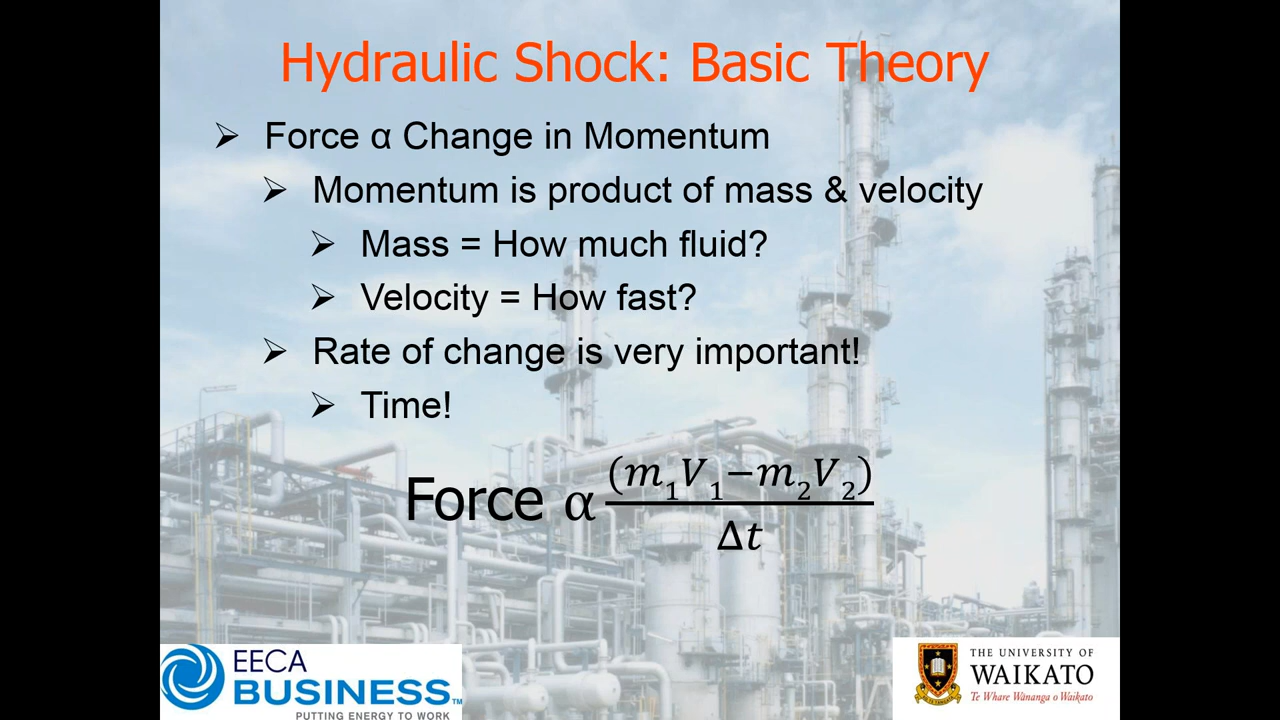 Hydraulic Shock: Basic Theory
➢ Force α Change in Momentum
➢ Momentum is product of mass & velocity
➢ Mass = How much fluid?
➢ Velocity = How fast?
➢ Rate of change is very important!
➢ Time!
Force α (m₁V₁−m₂V₂)
Δt
EECA
BUSINESS™
PUTTING ENERGY TO WORK
THE UNIVERSITY OF
WAIKATO
Te Whare Wānanga o Waikato